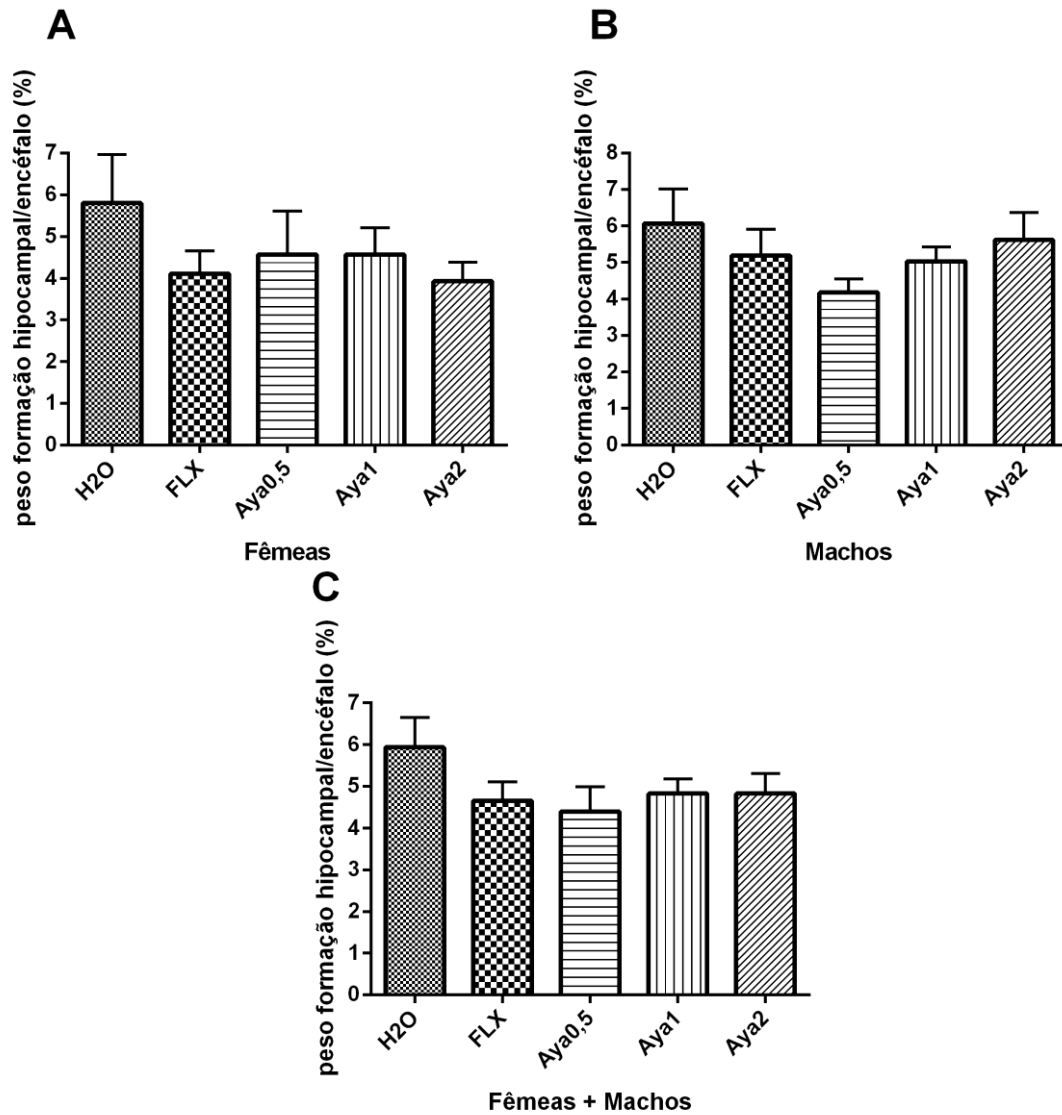 A
peso formação hipocampal/encéfalo (%)
7
6
5
4
3
2
1
0
H2O
FLX
Aya0,5
Aya1
Aya2
Fêmeas
B
peso formação hipocampal/encéfalo (%)
8
7
6
5
4
3
2
1
0
H2O
FLX
Aya0,5
Aya1
Aya2
Machos
C
peso formação hipocampal/encéfalo (%)
7
6
5
4
3
2
1
0
H2O
FLX
Aya0,5
Aya1
Aya2
Fêmeas + Machos